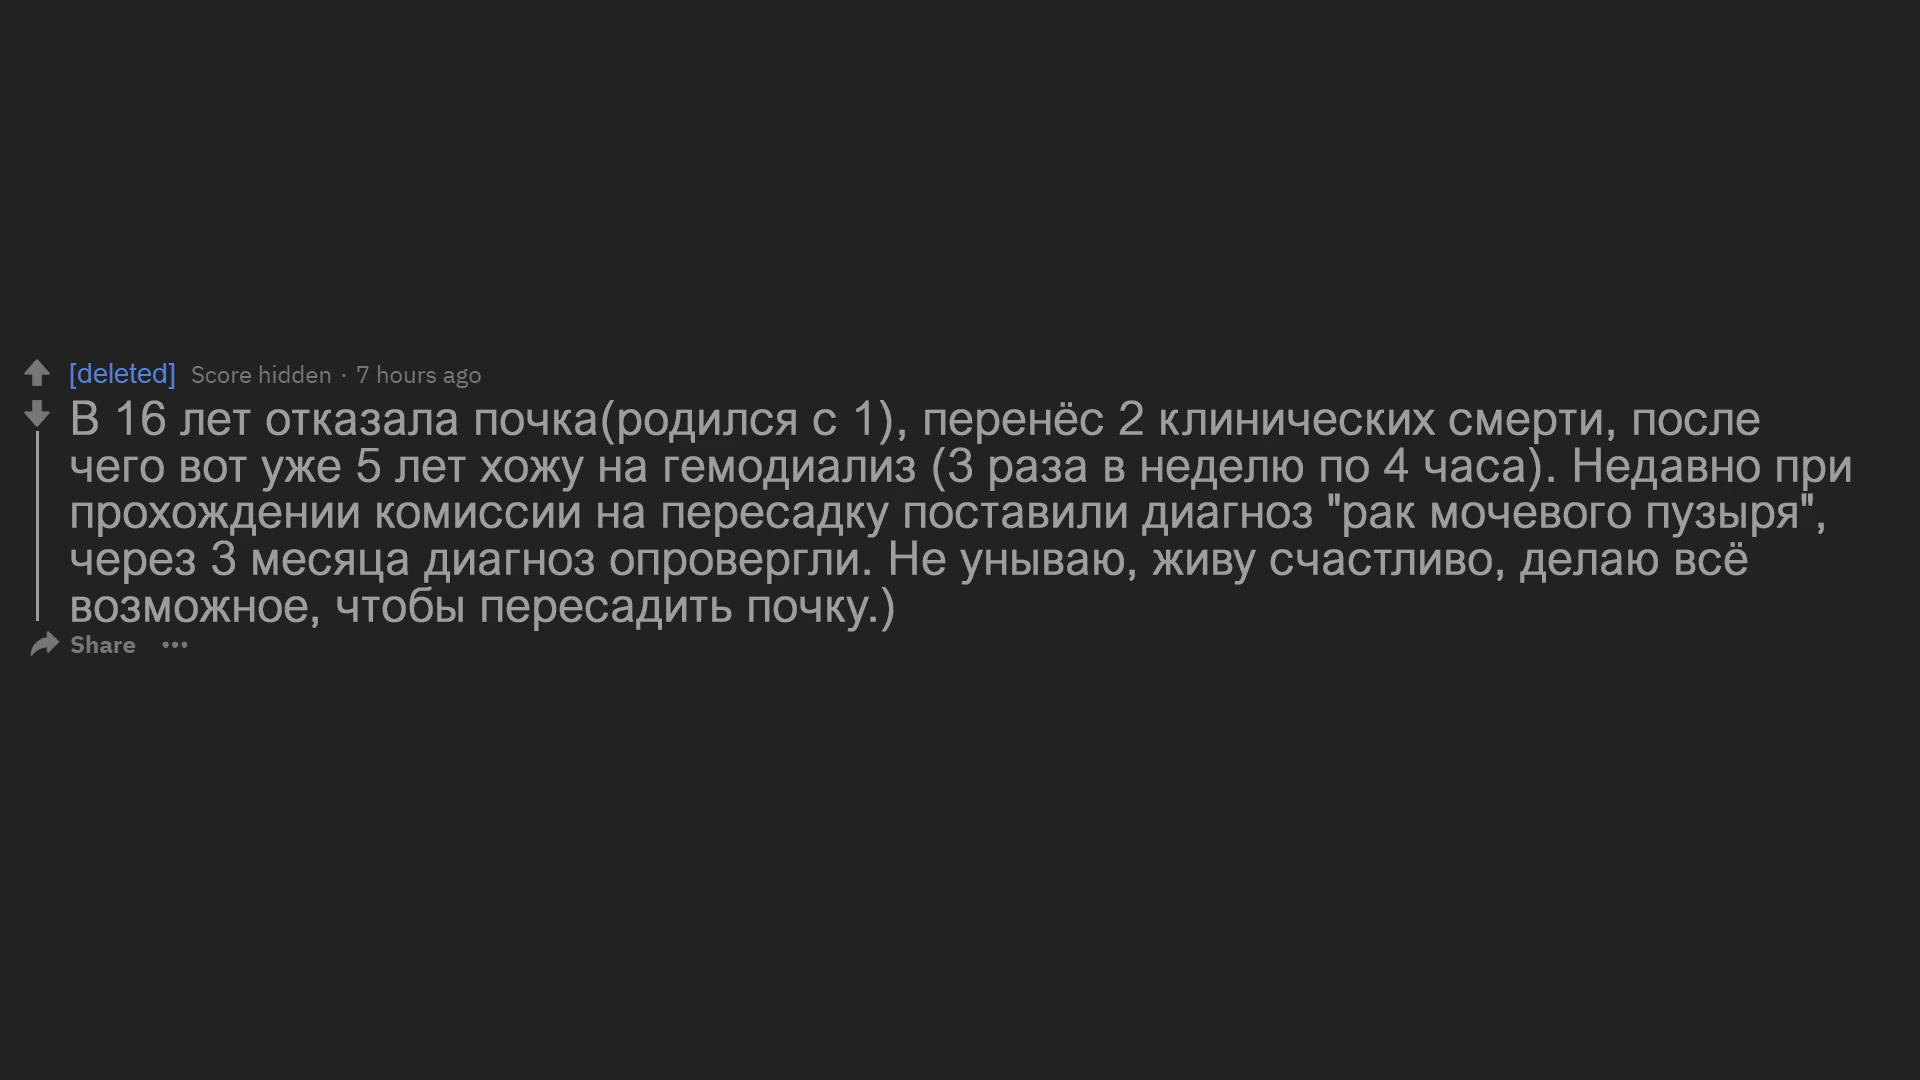 [deleted] Score hidden · 7 hours ago
В 16 лет отказала почка(родился с 1), перенёс 2 клинических смерти, после
чего вот уже 5 лет хожу на гемодиализ (3 раза в неделю по 4 часа). Недавно при
прохождении комиссии на пересадку поставили диагноз "рак мочевого пузыря",
через 3 месяца диагноз опровергли. Не унываю, живу счастливо, делаю всё
возможное, чтобы пересадить почку.)
Share ···